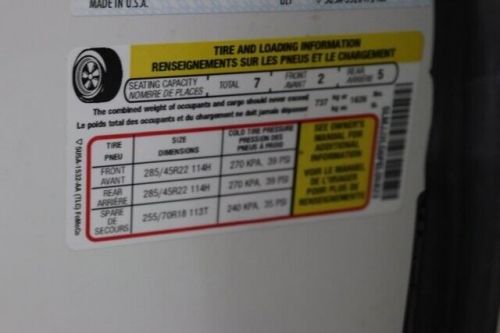 MADE IN U.S.A.
TIRE AND LOADING INFORMATION
RENSEIGNEMENTS SUR LES PNEUS ET LE CHARGEMENT
SEATING CAPACITY
NOMBRE DE PLACES
TOTAL 7
FRONT
AVANT 2
REAR
ARRIÈRE 5
The combined weight of occupants and cargo should never exceed 737 kg or
Le poids total des occupants et du chargement ne doit jamais dépasser
TIRE
PNEU
SIZE
DIMENSIONS
COLD TIRE PRESSURE
PRESSION DES
PNEUS À FROID
FRONT
AVANT
285/45R22 114H
270 KPA, 39 PSI
REAR
ARRIÈRE
285/45R22 114H
270 KPA, 39 PSI
SPARE
DE
SECOURS
255/70R18 113T
240 KPA, 35 PSI
SEE OWNER'S
MANUAL FOR
ADDITIONAL
INFORMATION
VOIR LE MANUEL
DE L'USAGER
POUR PLUS DE
RENSEIGNEMENTS
5U5A-1532-AA (TLC) FoMoCo